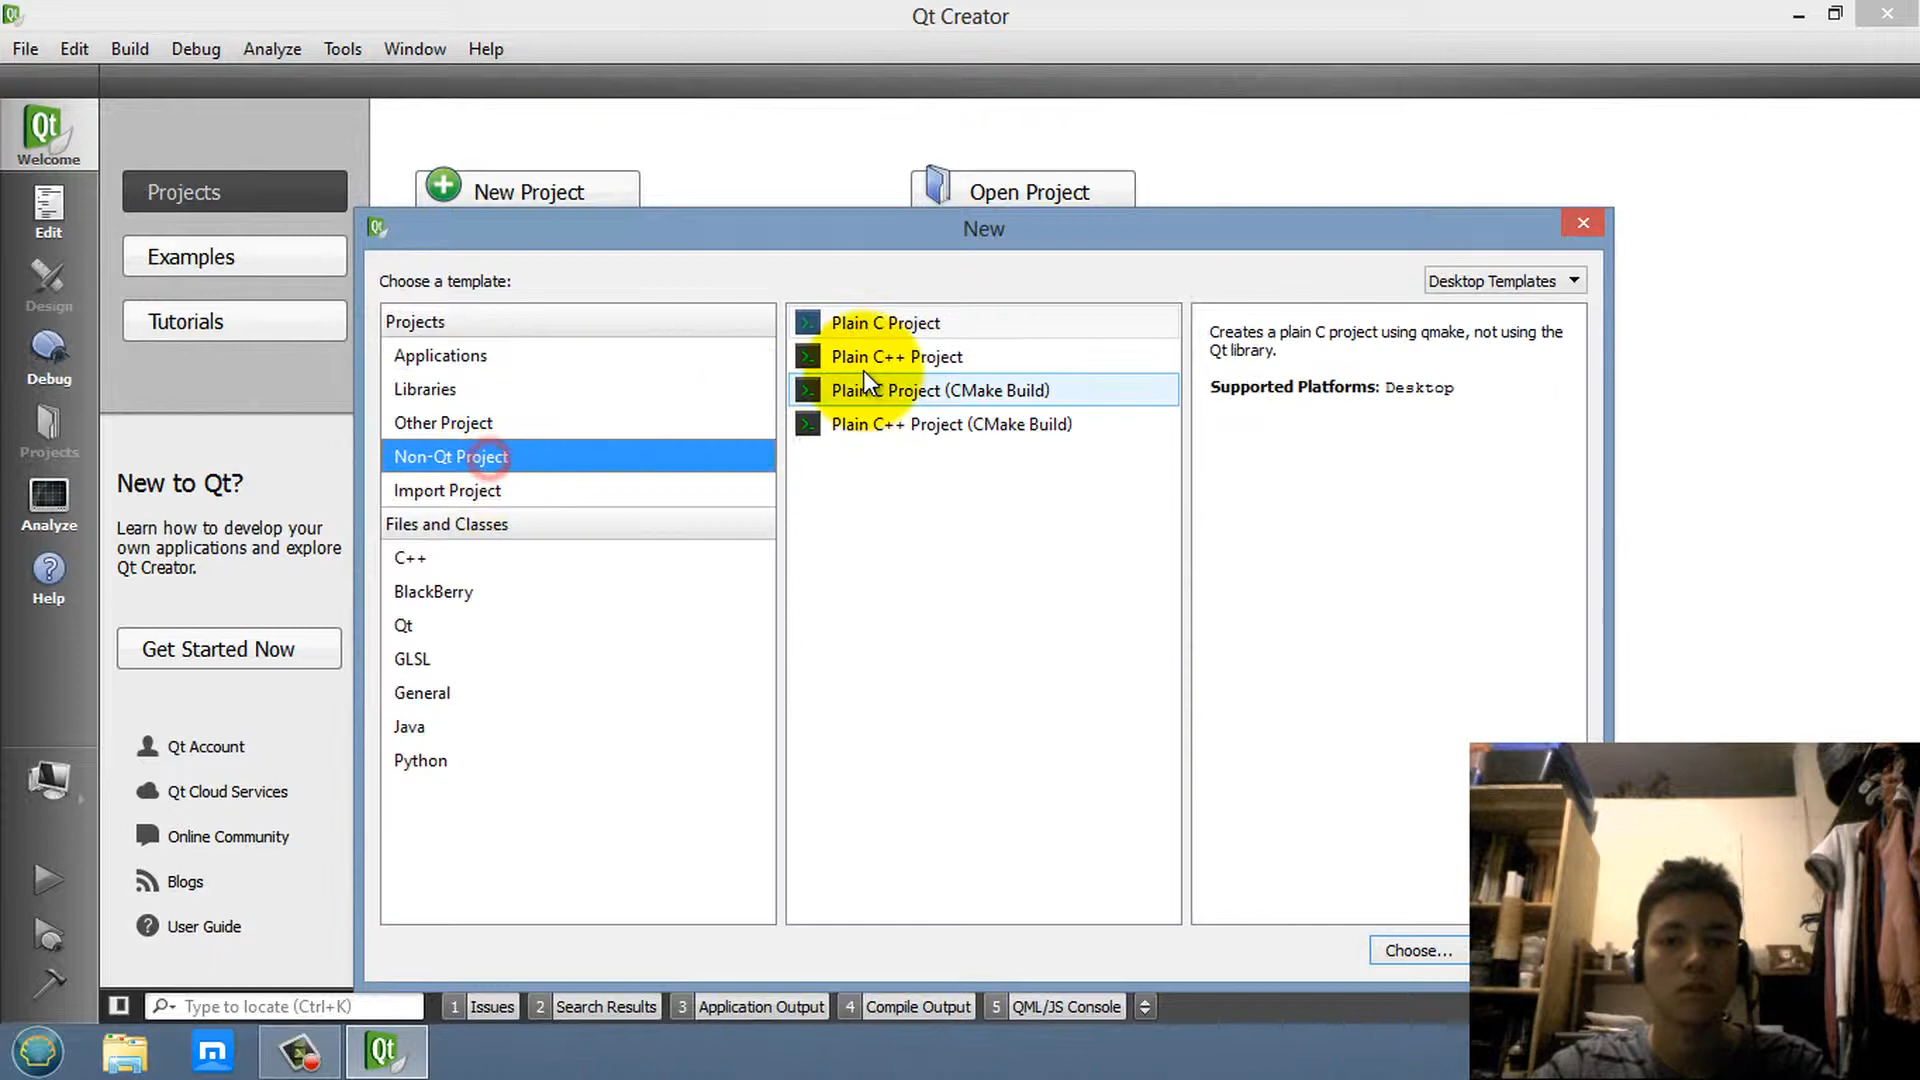 Qt Creator
File Edit Build Debug Analyze Tools Window Help
Qt
Welcome
Edit
Design
Debug
Projects
Analyze
Help
Projects
Examples
Tutorials
New to Qt?
Learn how to develop your
own applications and explore
Qt Creator.
Get Started Now
Qt Account
Qt Cloud Services
Online Community
Blogs
User Guide
New Project
Open Project
New
Choose a template:
Desktop Templates
Projects
Applications
Libraries
Other Project
Non-Qt Project
Import Project
Files and Classes
C++
BlackBerry
Qt
GLSL
General
Java
Python
Plain C Project
Plain C++ Project
Plain C Project (CMake Build)
Plain C++ Project (CMake Build)
Creates a plain C project using qmake, not using the
Qt library.
Supported Platforms: Desktop
Choose...
Type to locate (Ctrl+K)
1 Issues 2 Search Results 3 Application Output 4 Compile Output 5 QML/JS Console
Qt